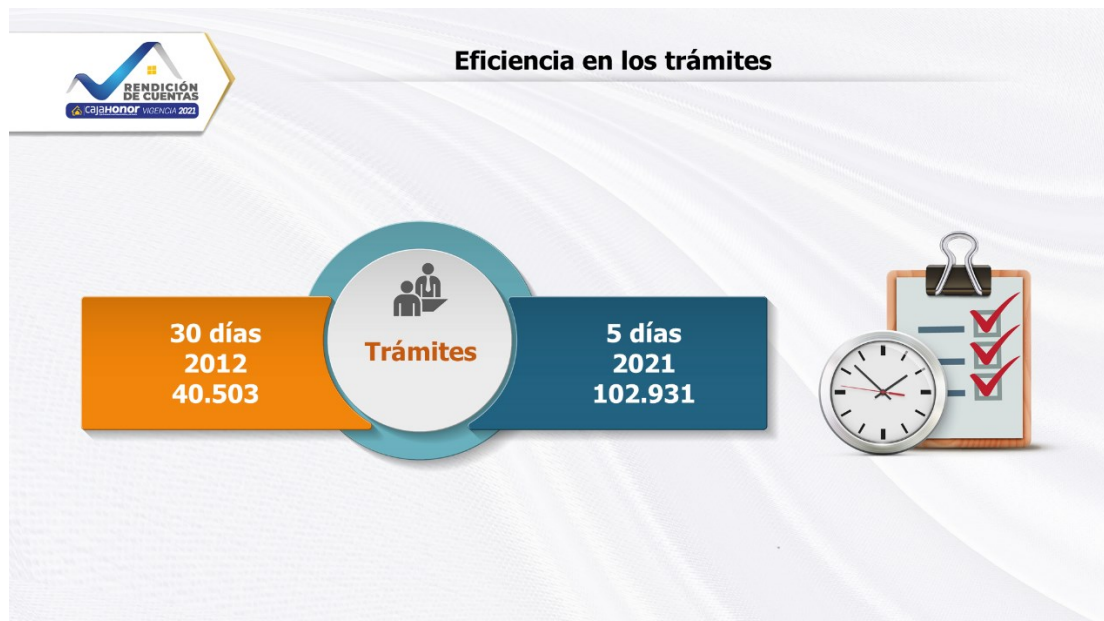 Eficiencia en los trámites
RENDICIÓN
DE CUENTAS
cajaHonor VIGENCIA 2021
30 días
2012
40.503
Trámites
5 días
2021
102.931